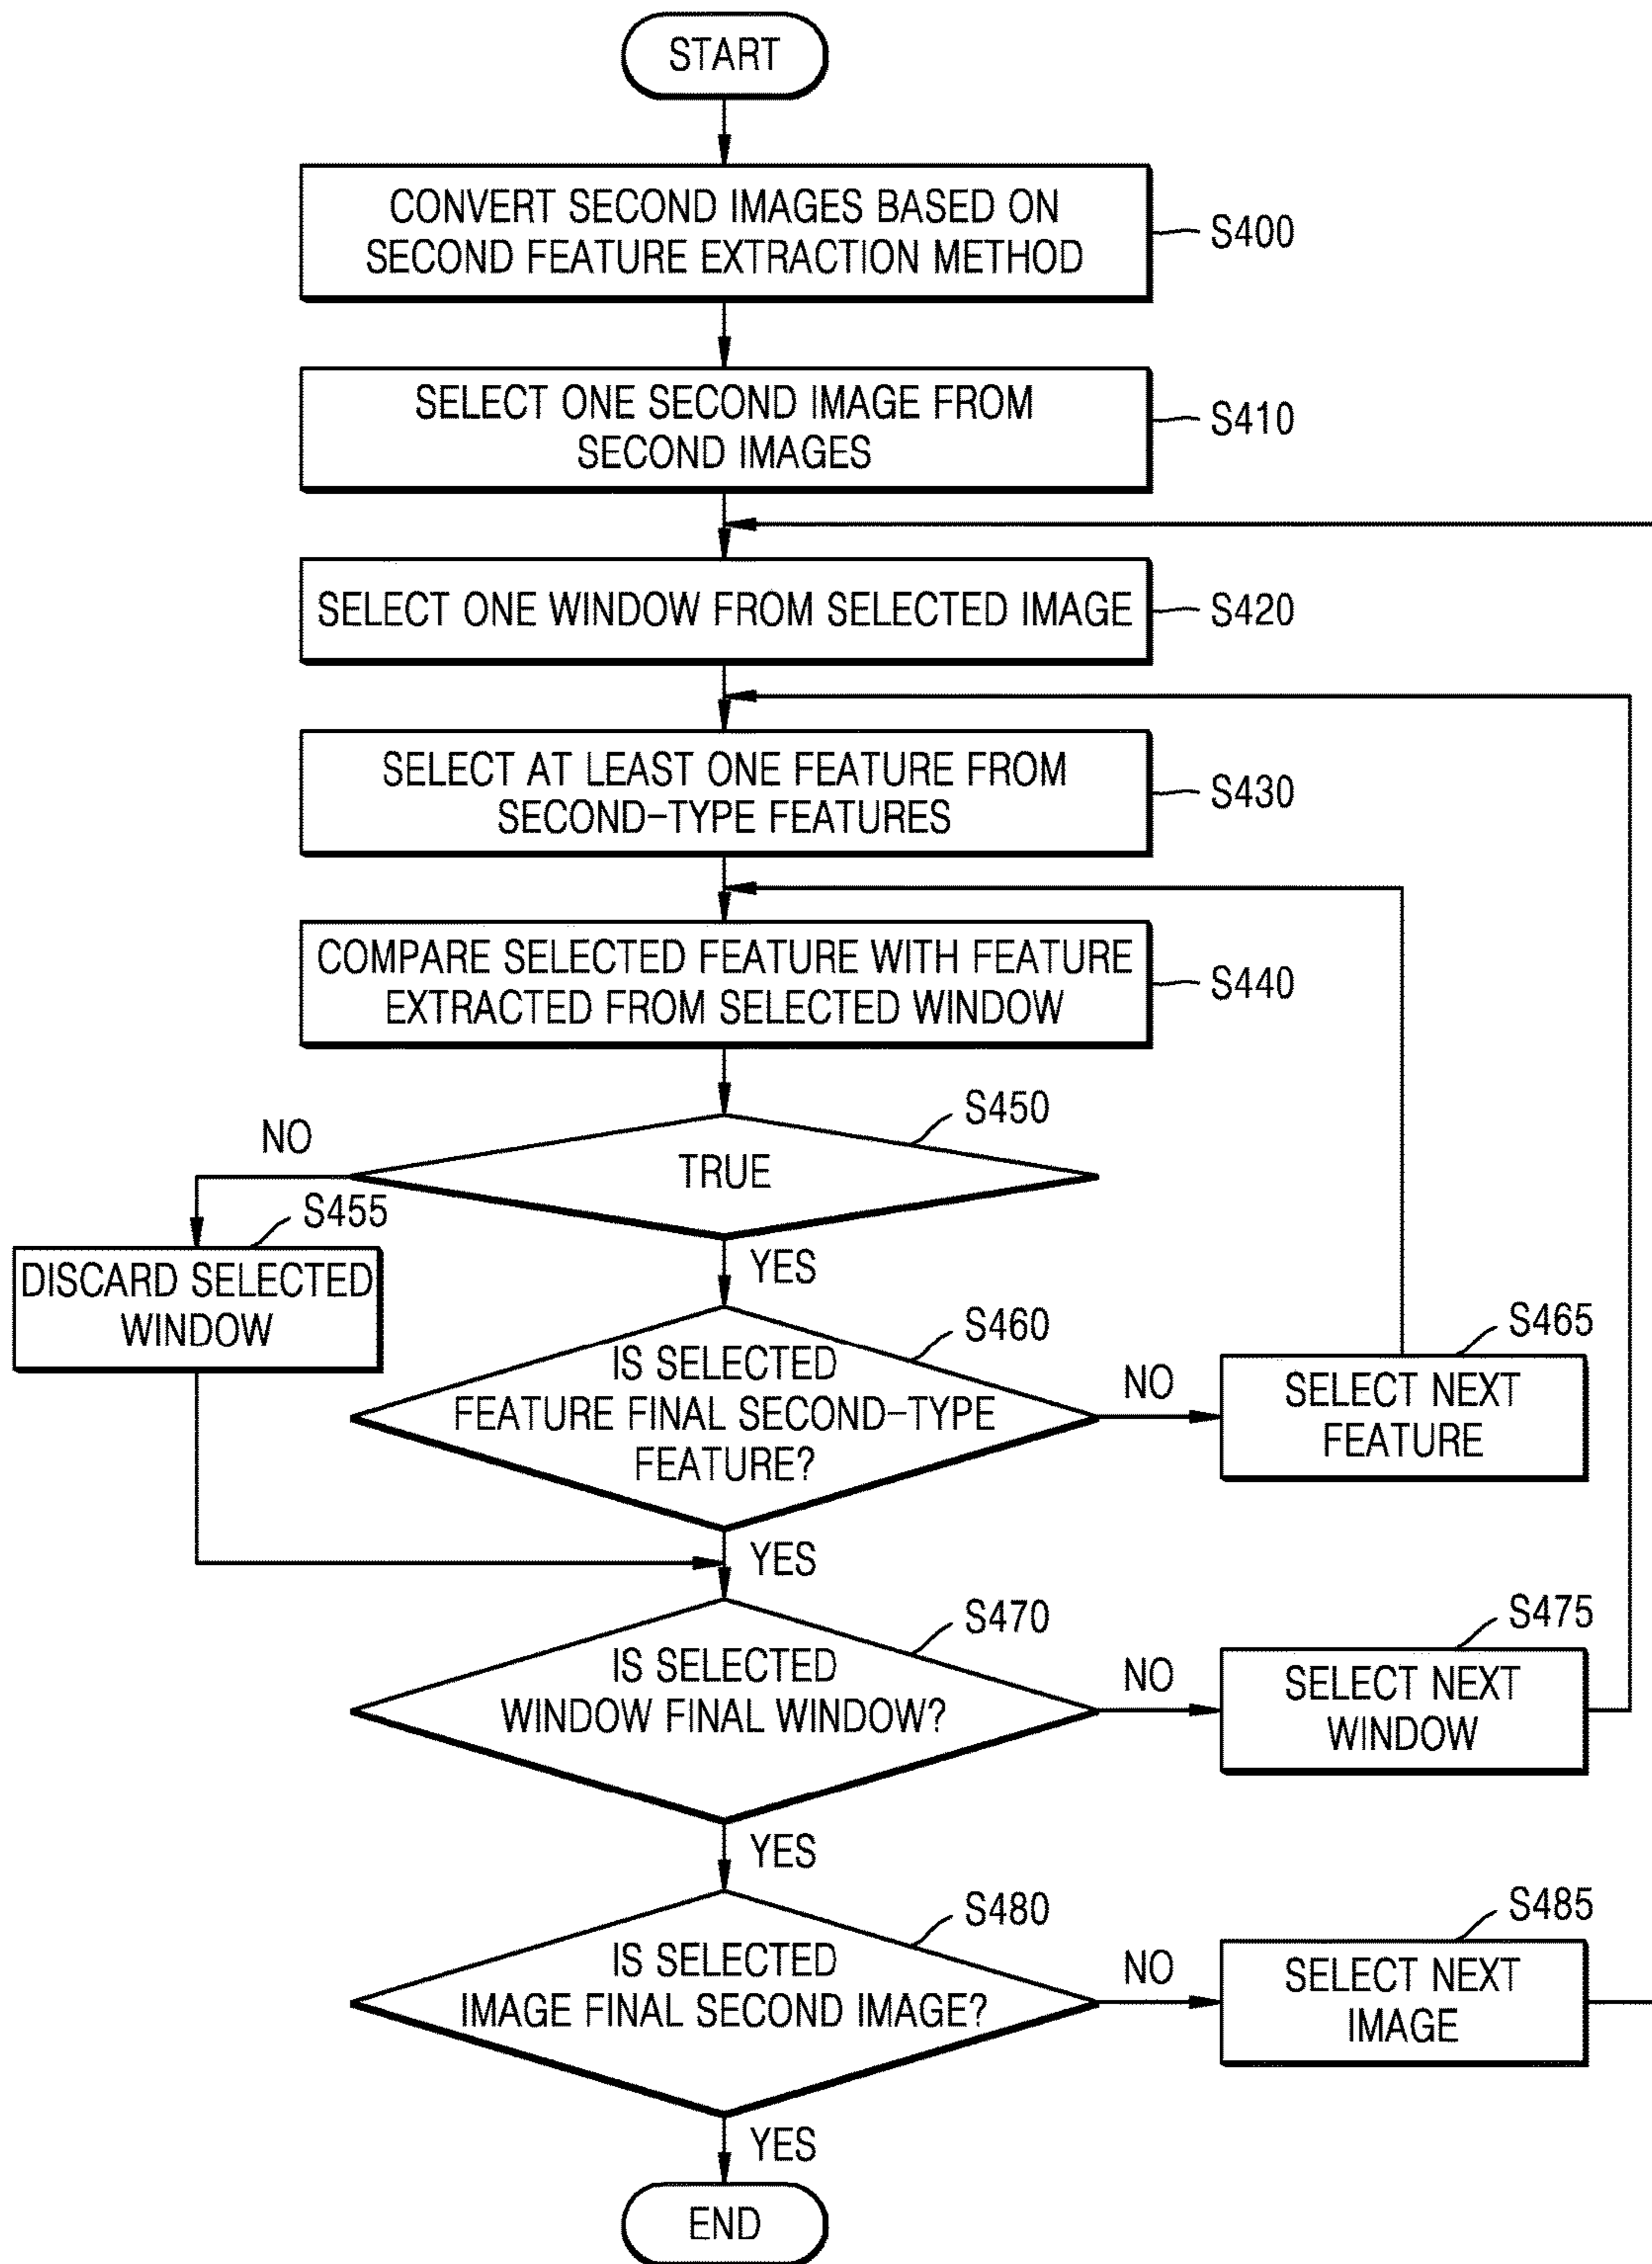 START
CONVERT SECOND IMAGES BASED ON
SECOND FEATURE EXTRACTION METHOD
S400
SELECT ONE SECOND IMAGE FROM
SECOND IMAGES
S410
SELECT ONE WINDOW FROM SELECTED IMAGE
S420
SELECT AT LEAST ONE FEATURE FROM
SECOND-TYPE FEATURES
S430
COMPARE SELECTED FEATURE WITH FEATURE
EXTRACTED FROM SELECTED WINDOW
S440
S450
NO
TRUE
S455
DISCARD SELECTED
WINDOW
YES
S460
IS SELECTED
FEATURE FINAL SECOND-TYPE
FEATURE?
NO
S465
SELECT NEXT
FEATURE
YES
S470
IS SELECTED
WINDOW FINAL WINDOW?
NO
S475
SELECT NEXT
WINDOW
YES
S480
IS SELECTED
IMAGE FINAL SECOND IMAGE?
NO
S485
SELECT NEXT
IMAGE
YES
END